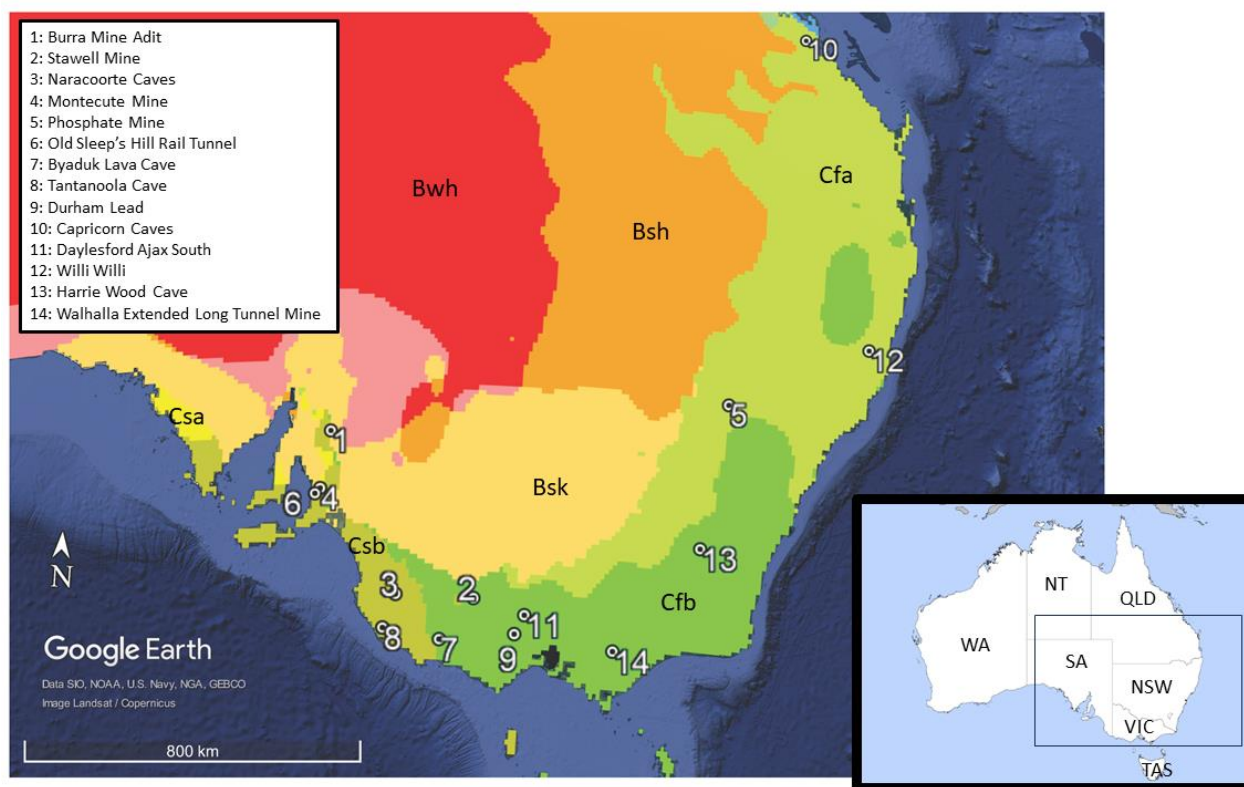 1: Burra Mine Adit
2: Stawell Mine
3: Naracoorte Caves
4: Montecute Mine
5: Phosphate Mine
6: Old Sleep's Hill Rail Tunnel
7: Byaduk Lava Cave
8: Tantanoola Cave
9: Durham Lead
10: Capricorn Caves
11: Daylesford Ajax South
12: Willi Willi
13: Harrie Wood Cave
14: Walhalla Extended Long Tunnel Mine
10
Cfa
Bwh
Bsh
12
5
Csa
1
Bsk
6 4
Csb
13
3 2 Cfb
11
8 7 9 14
N
Google Earth
Data SIO, NOAA, U.S. Navy, NGA, GEBCO
Image Landsat / Copernicus
800 km
NT
QLD
WA
SA
NSW
VIC
TAS